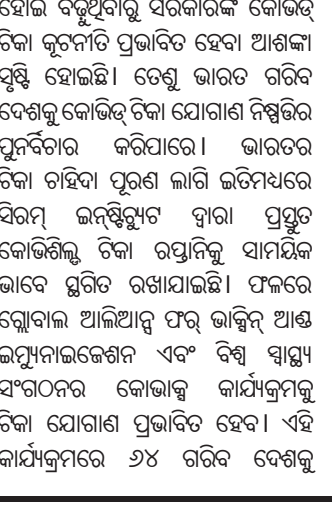 ହୋଇ ବଢୁଥିବାରୁ ସରକାରଙ୍କ କୋଭିଡ୍
ଟିକା କୂଟନୀତି ପ୍ରଭାବିତ ହେବା ଆଶଙ୍କା
ସୃଷ୍ଟି ହୋଇଛି। ତେଣୁ ଭାରତ ଗରିବ
ଦେଶକୁ କୋଭିଡ୍ ଟିକା ଯୋଗାଣ ନିଷ୍ପତ୍ତିର
ପୁନର୍ବିଚାର କରିପାରେ। ଭାରତର
ଟିକା ଚାହିଦା ପୂରଣ ଲାଗି ଇତିମଧ୍ୟରେ
ସିରମ୍ ଇନ୍‌ଷ୍ଟିଚ୍ୟୁଟ ଦ୍ୱାରା ପ୍ରସ୍ତୁତ
କୋଭିଶିଲ୍ଡ ଟିକା ରପ୍ତାନିକୁ ସାମୟିକ
ଭାବେ ସ୍ଥଗିତ ରଖାଯାଇଛି। ଫଳରେ
ଗ୍ଲୋବାଲ ଆଲିଆନ୍ସ ଫର୍ ଭାକ୍ସିନ୍ ଆଣ୍ଡ
ଇମ୍ୟୁନାଇଜେଶନ ଏବଂ ବିଶ୍ୱ ସ୍ୱାସ୍ଥ୍ୟ
ସଂଗଠନର କୋଭାକ୍ସ କାର୍ଯ୍ୟକ୍ରମକୁ
ଟିକା ଯୋଗାଣ ପ୍ରଭାବିତ ହେବ। ଏହି
କାର୍ଯ୍ୟକ୍ରମରେ ୬୪ ଗରିବ ଦେଶକୁ